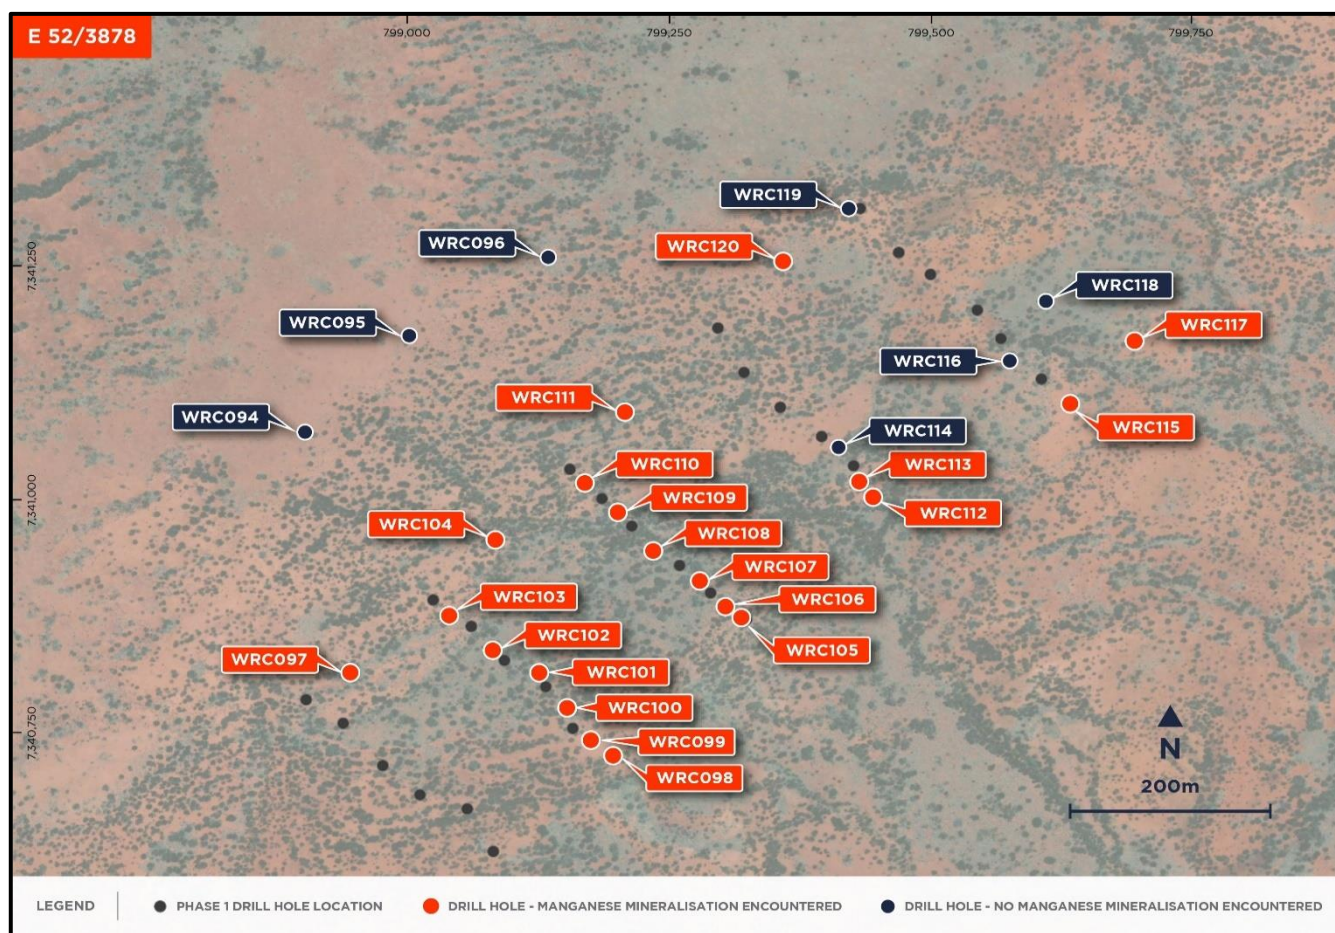 E 52/3878
799,000
799,250
799,500
799,750
WRC119
WRC096
WRC120
7,341,250
WRC118
WRC095
WRC117
WRC116
WRC111
WRC094
WRC115
WRC114
WRC110
WRC113
WRC109
7,341,000
WRC112
WRC104
WRC108
WRC107
WRC103
WRC106
WRC102
WRC105
WRC097
WRC101
WRC100
7,340,750
WRC099
WRC098
N
200m
LEGEND
PHASE 1 DRILL HOLE LOCATION
DRILL HOLE - MANGANESE MINERALISATION ENCOUNTERED
DRILL HOLE - NO MANGANESE MINERALISATION ENCOUNTERED